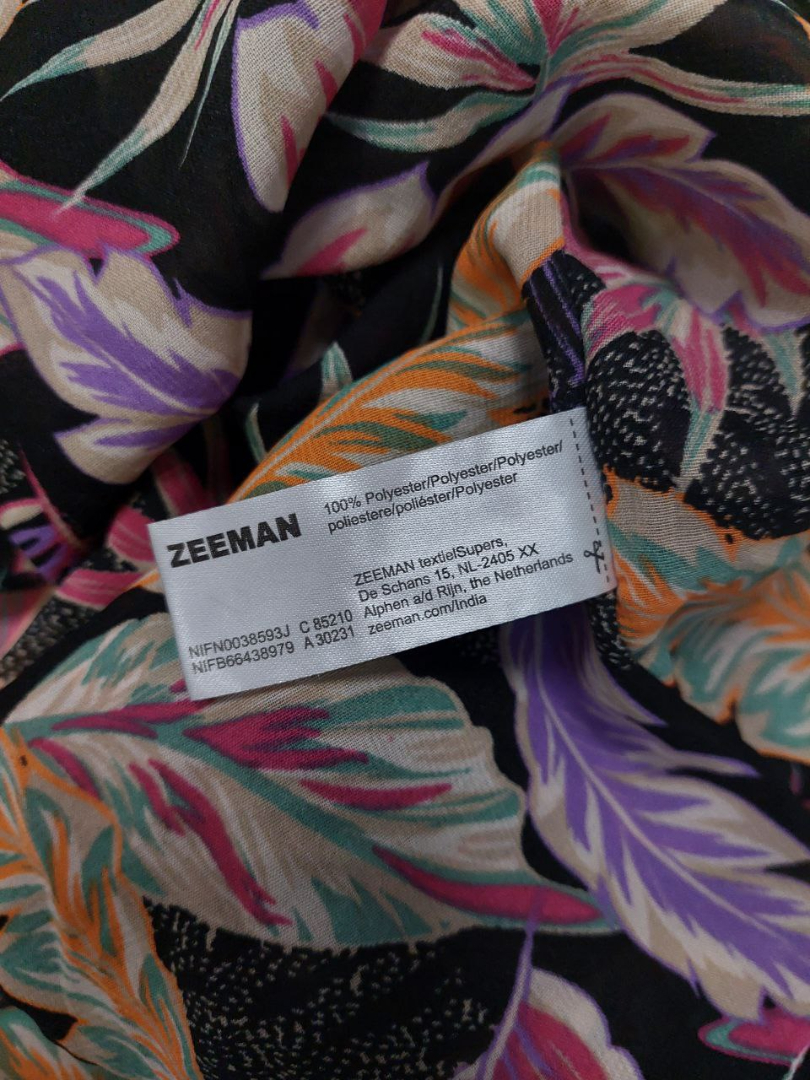 ZEEMAN
100% Polyester/Polyester/Polyester/
poliestere/poliéster/Polyester
ZEEMAN textielSupers,
De Schans 15, NL-2405 XX
Alphen a/d Rijn, the Netherlands
zeeman.com/India
NIFN0038593J C 85210
NIFB66438979 A 30231